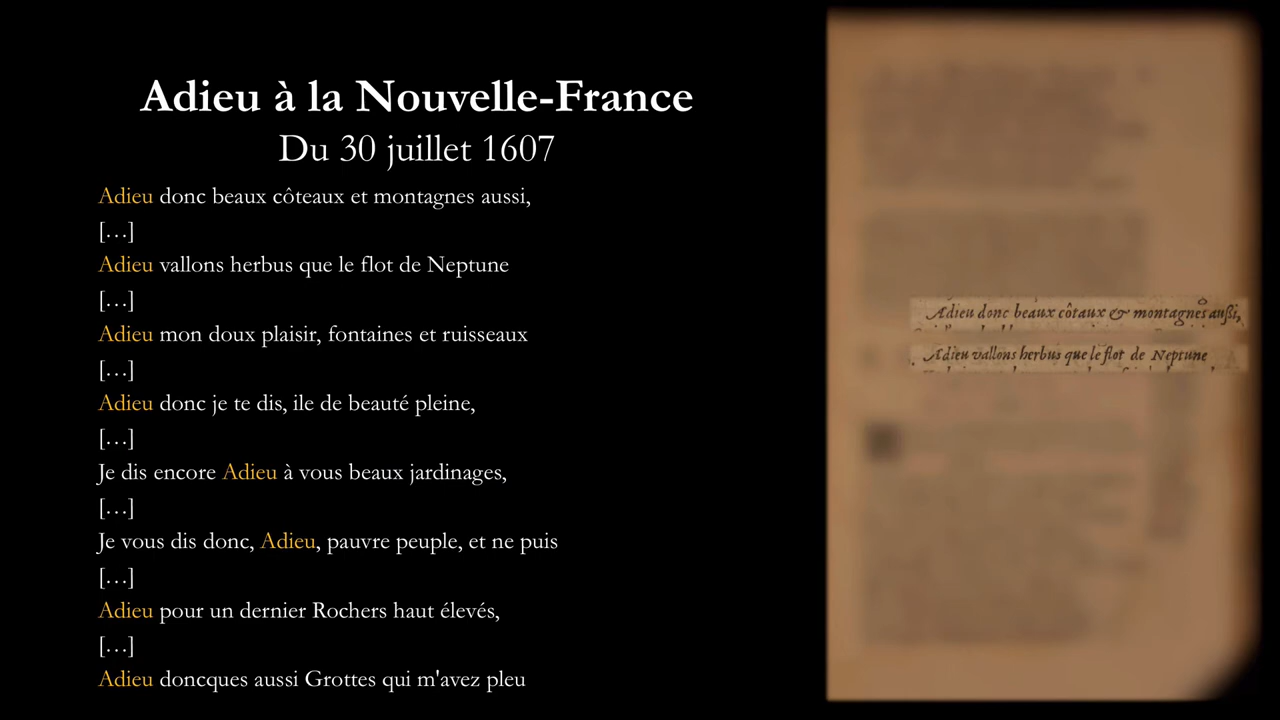 Adieu à la Nouvelle-France
Du 30 juillet 1607
Adieu donc beaux côteaux et montagnes aussi,
[…]
Adieu vallons herbus que le flot de Neptune
[…]
Adieu mon doux plaisir, fontaines et ruisseaux
[…]
Adieu donc je te dis, ile de beauté pleine,
[…]
Je dis encore Adieu à vous beaux jardinages,
[…]
Je vous dis donc, Adieu, pauvre peuple, et ne puis
[…]
Adieu pour un dernier Rochers haut élevés,
[…]
Adieu doncques aussi Grottes qui m'avez pleu
Adieu donc beaux côtaux & montagnes außi,
Adieu vallons herbus que le flot de Neptune